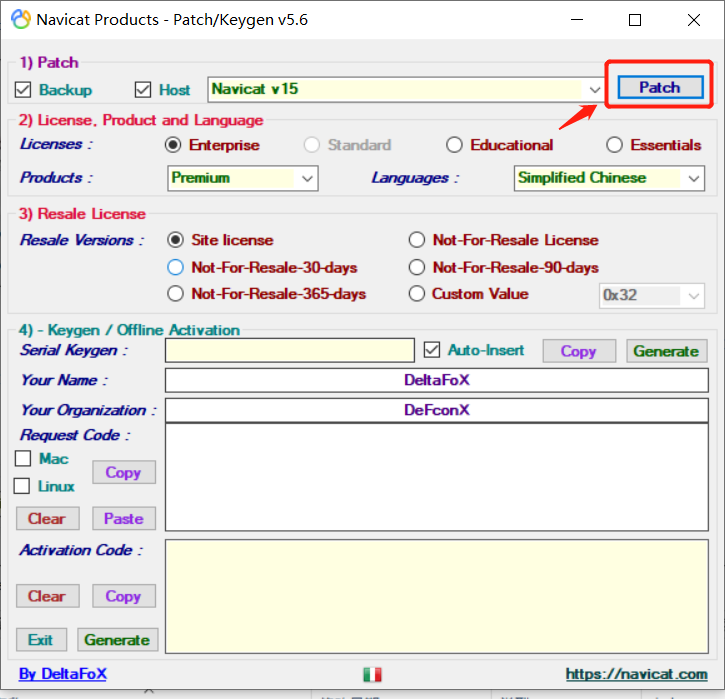 Navicat Products - Patch/Keygen v5.6
1) Patch
Backup Host Navicat v15 Patch
2) License, Product and Language
Licenses : Enterprise Standard Educational Essentials
Products : Premium Languages : Simplified Chinese
3) Resale License
Resale Versions : Site license Not-For-Resale License
Not-For-Resale-30-days Not-For-Resale-90-days
Not-For-Resale-365-days Custom Value 0x32
4) - Keygen / Offline Activation
Serial Keygen : Auto-Insert Copy Generate
Your Name : DeltaFoX
Your Organization : DeFconX
Request Code :
Mac
Copy
Linux
Clear Paste
Activation Code :
Clear Copy
Exit Generate
By DeltaFoX https://navicat.com